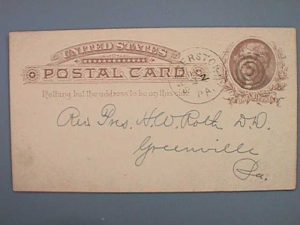 UNITED STATES
POSTAL CARD
Nothing but the address to be on this side
PA.
Rev. Pres. H. W. Roth D. D.
Greenville
Pa.